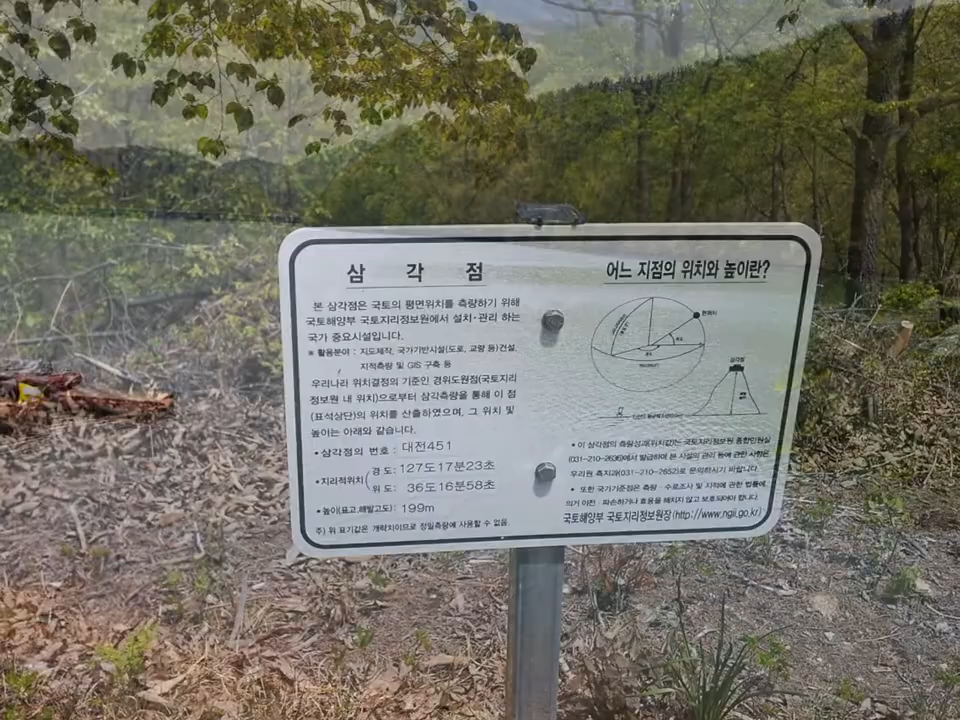 삼 각 점
본 삼각점은 국토의 평면위치를 측량하기 위해
국토해양부 국토지리정보원에서 설치·관리 하는
국가 중요시설입니다.
※ 활용분야 : 지도제작, 국가기반시설(도로, 교량 등)건설,
지적측량 및 GIS 구축 등
우리나라 위치결정의 기준인 경위도원점(국토지리
정보원 내 위치)으로부터 삼각측량을 통해 이 점
(표석상단)의 위치를 산출하였으며, 그 위치 및
높이는 아래와 같습니다.
• 삼각점의 번호 : 대전451
• 지리적위치( 경 도 : 127도17분23초
위 도 : 36도16분58초
• 높이(표고,해발고도) : 199m
주) 위 표기값은 개략치이므로 정밀측량에 사용할 수 없음.
어느 지점의 위치와 높이란?
현위치
삼각점
• 이 삼각점의 측량성과(위치값)는 국토지리정보원 종합민원실
에서 발급하며 본 시설의 관리 등에 관한 사항은
우리원 측지과(031-210-2652)로 문의하시기 바랍니다.
• 또한 국가기준점은 측량·수로조사 및 지적에 관한 법률에
의거 이전·파손하거나 효용을 해치지 않고 보호되어야 합니다.
국토해양부 국토지리정보원장(http://www.ngii.go.kr)